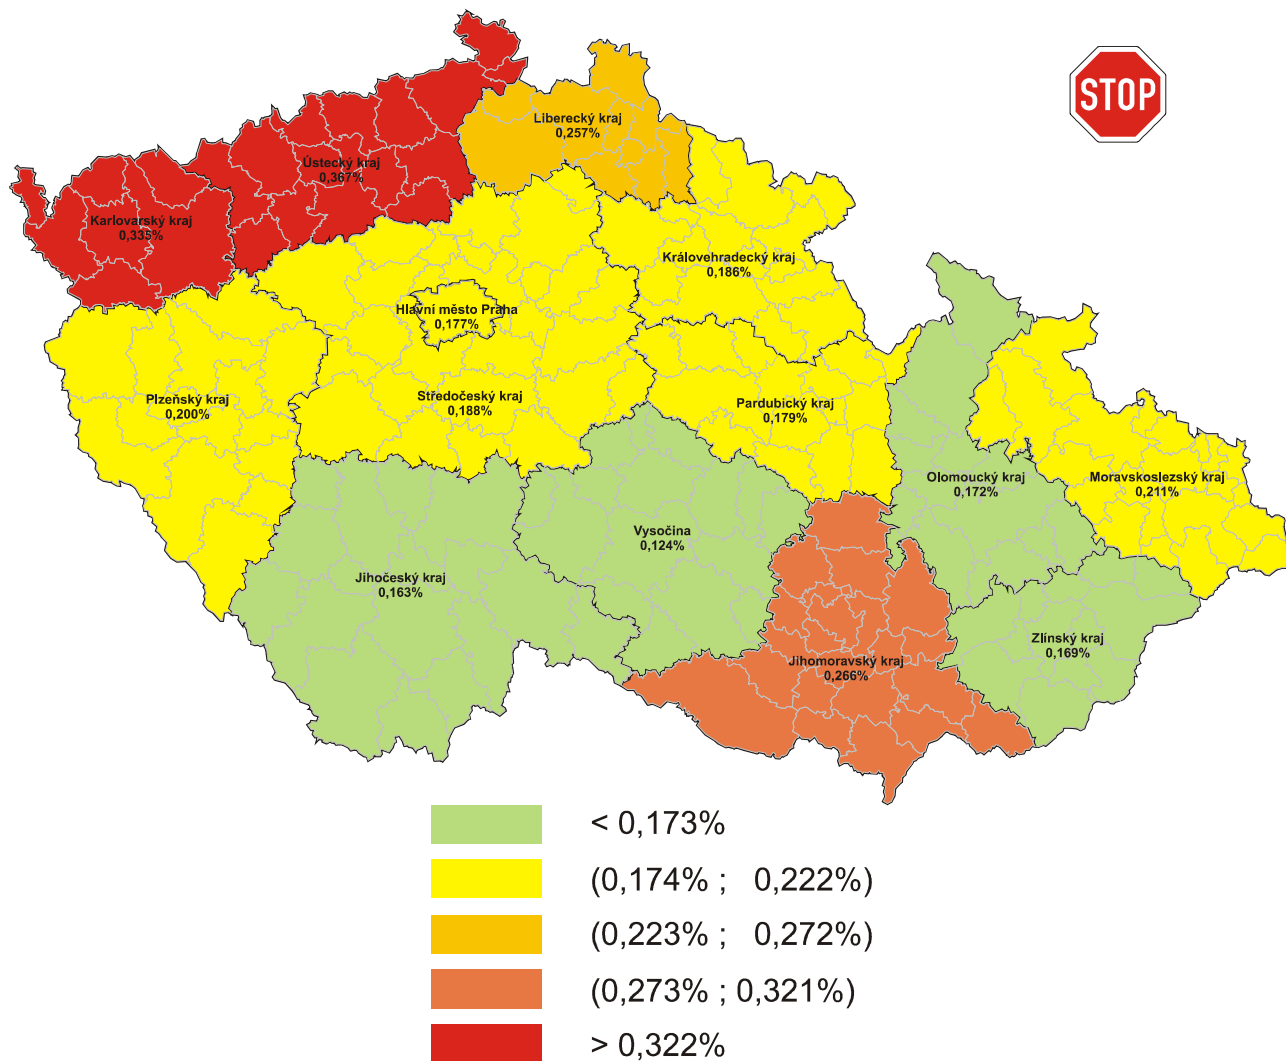 STOP
Liberecký kraj
0,257%
Ústecký kraj
0,367%
Karlovarský kraj
0,335%
Královehradecký kraj
0,186%
Hlavní město Praha
0,177%
Plzeňský kraj
0,200%
Středočeský kraj
0,188%
Pardubický kraj
0,179%
Olomoucký kraj
0,172%
Moravskoslezský kraj
0,211%
Vysočina
0,124%
Jihočeský kraj
0,163%
Zlínský kraj
0,169%
Jihomoravský kraj
0,266%
< 0,173%
(0,174% ; 0,222%)
(0,223% ; 0,272%)
(0,273% ; 0,321%)
> 0,322%